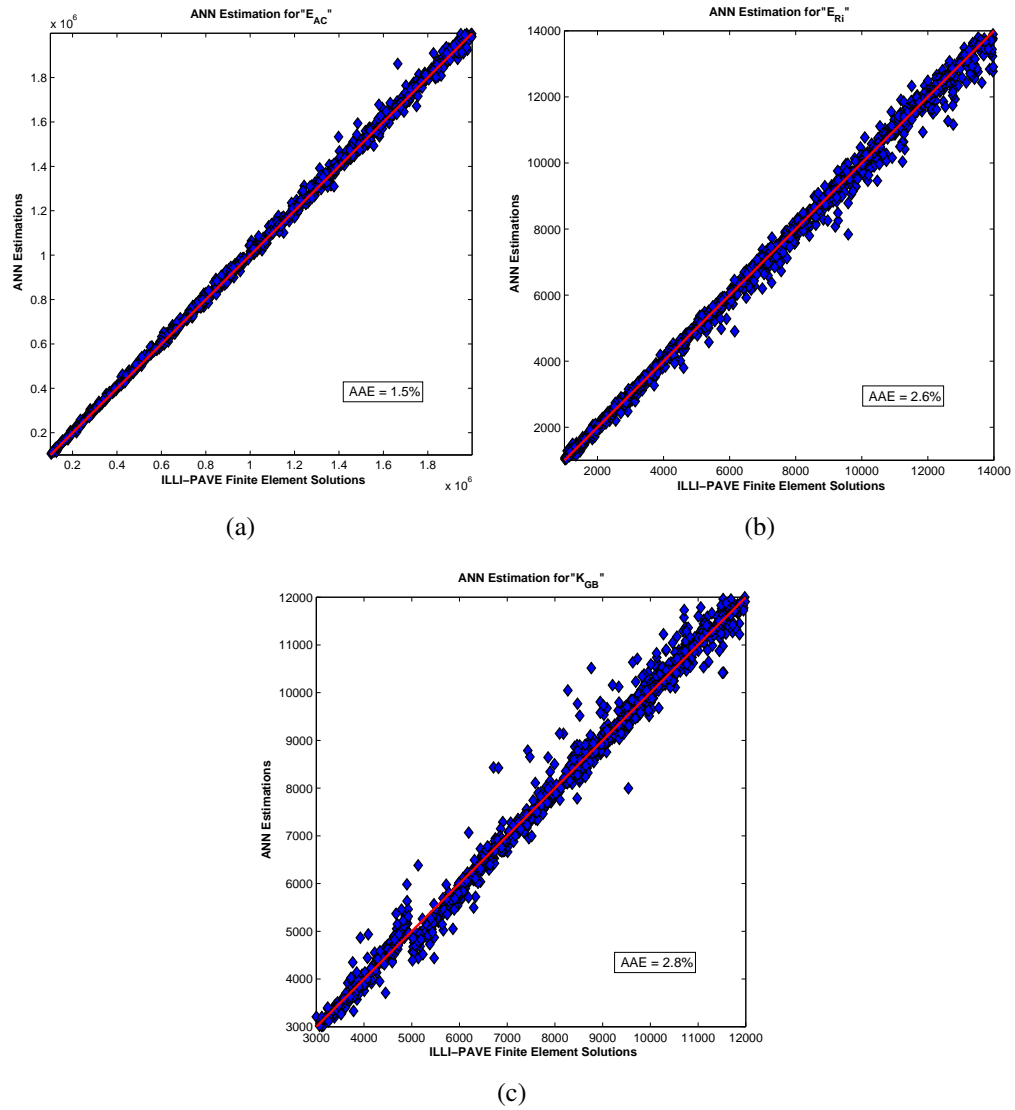 ANN Estimation for"E_AC"
x 10^6
1.8
1.6
1.4
1.2
1
0.8
0.6
0.4
0.2
ANN Estimations
AAE = 1.5%
0.2 0.4 0.6 0.8 1 1.2 1.4 1.6 1.8
ILLI−PAVE Finite Element Solutions
x 10^6
(a)
ANN Estimation for"E_Ri"
14000
12000
10000
8000
6000
4000
2000
ANN Estimations
AAE = 2.6%
2000 4000 6000 8000 10000 12000 14000
ILLI−PAVE Finite Element Solutions
(b)
ANN Estimation for"K_GB"
12000
11000
10000
9000
8000
7000
6000
5000
4000
3000
ANN Estimations
AAE = 2.8%
3000 4000 5000 6000 7000 8000 9000 10000 11000 12000
ILLI−PAVE Finite Element Solutions
(c)